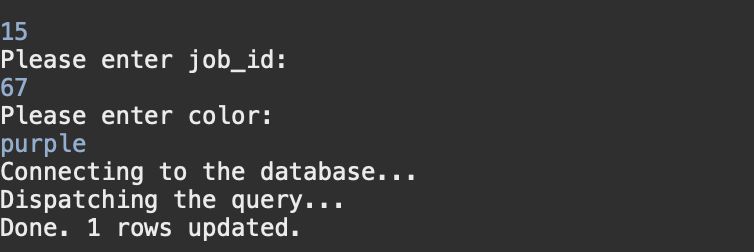 15
Please enter job_id:
67
Please enter color:
purple
Connecting to the database...
Dispatching the query...
Done. 1 rows updated.